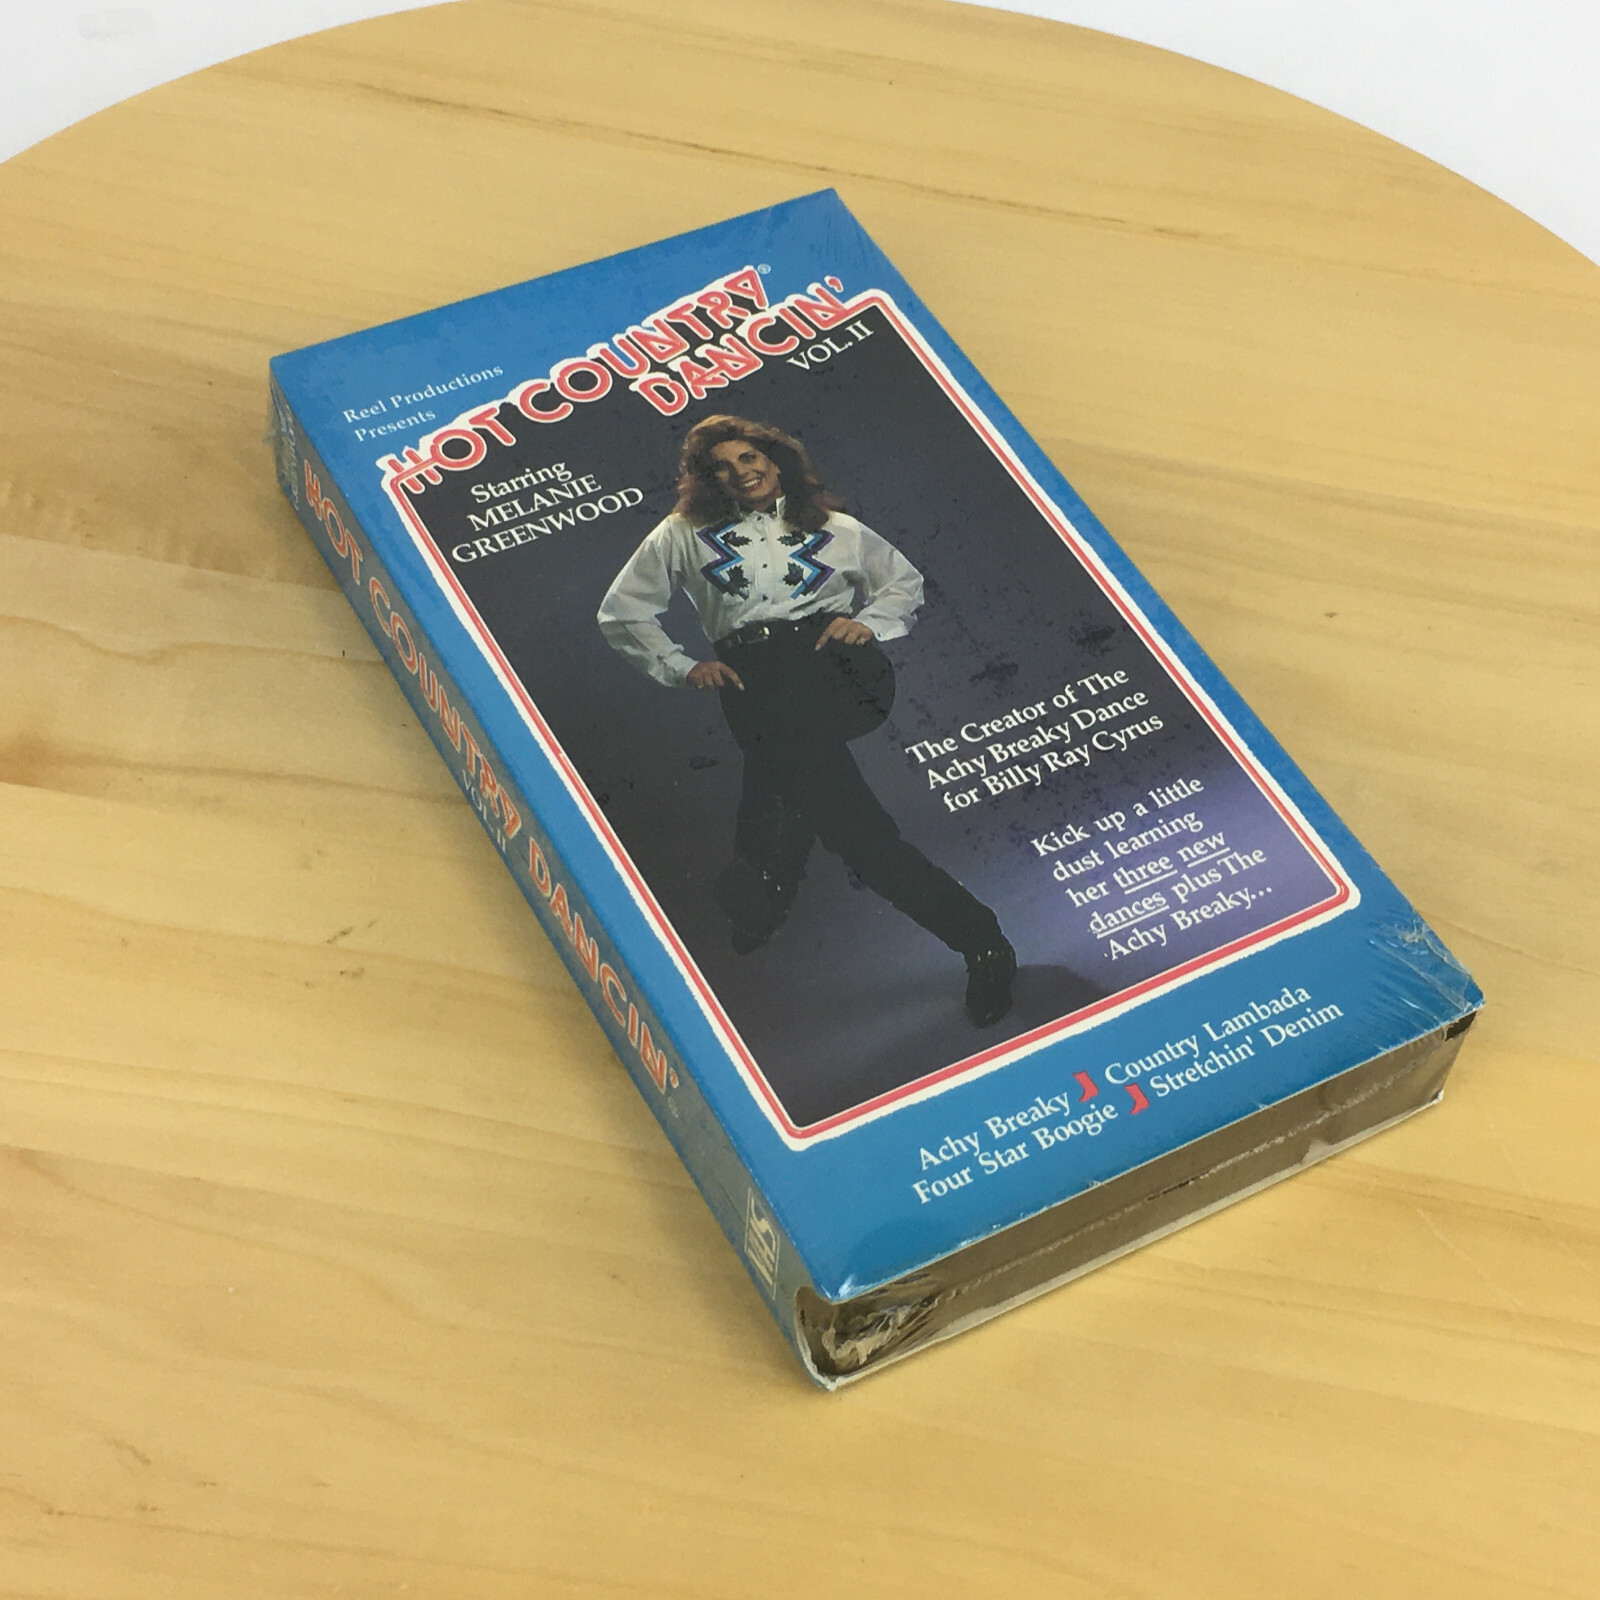 Reel Productions
Presents
HOT COUNTRY
DANCIN'®
VOL. II
Starring
MELANIE
GREENWOOD
The Creator of The
Achy Breaky Dance
for Billy Ray Cyrus
Kick up a little
dust learning
her three new
dances plus The
Achy Breaky...
Achy Breaky Country Lambada
Four Star Boogie Stretchin' Denim
HOT COUNTRY DANCIN'
VOL. II
VHS